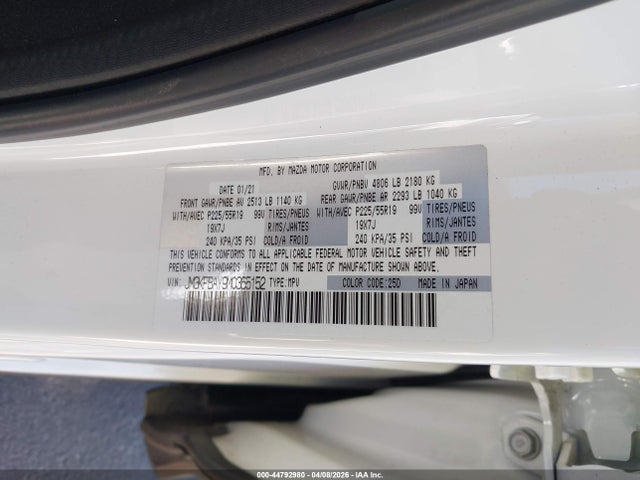 MFD. BY MAZDA MOTOR CORPORATION
DATE 01/21 GVWR/PNBV 4806 LB 2180 KG
FRONT GAWR/PNBE AV 2513 LB 1140 KG REAR GAWR/PNBE AR 2293 LB 1040 KG
WITH/AVEC P225/55R19 99V TIRES/PNEUS WITH/AVEC P225/55R19 99V TIRES/PNEUS
19X7J RIMS/JANTES 19X7J RIMS/JANTES
240 KPA/35 PSI COLD/A FROID 240 KPA/35 PSI COLD/A FROID
THIS VEHICLE CONFORMS TO ALL APPLICABLE FEDERAL MOTOR VEHICLE SAFETY AND THEFT
PREVENTION STANDARDS IN EFFECT ON THE DATE OF MANUFACTURE SHOWN ABOVE.
VIN: TYPE:MPV COLOR CODE:25D MADE IN JAPAN
000-44792980 - 04/08/2026 - IAA Inc.